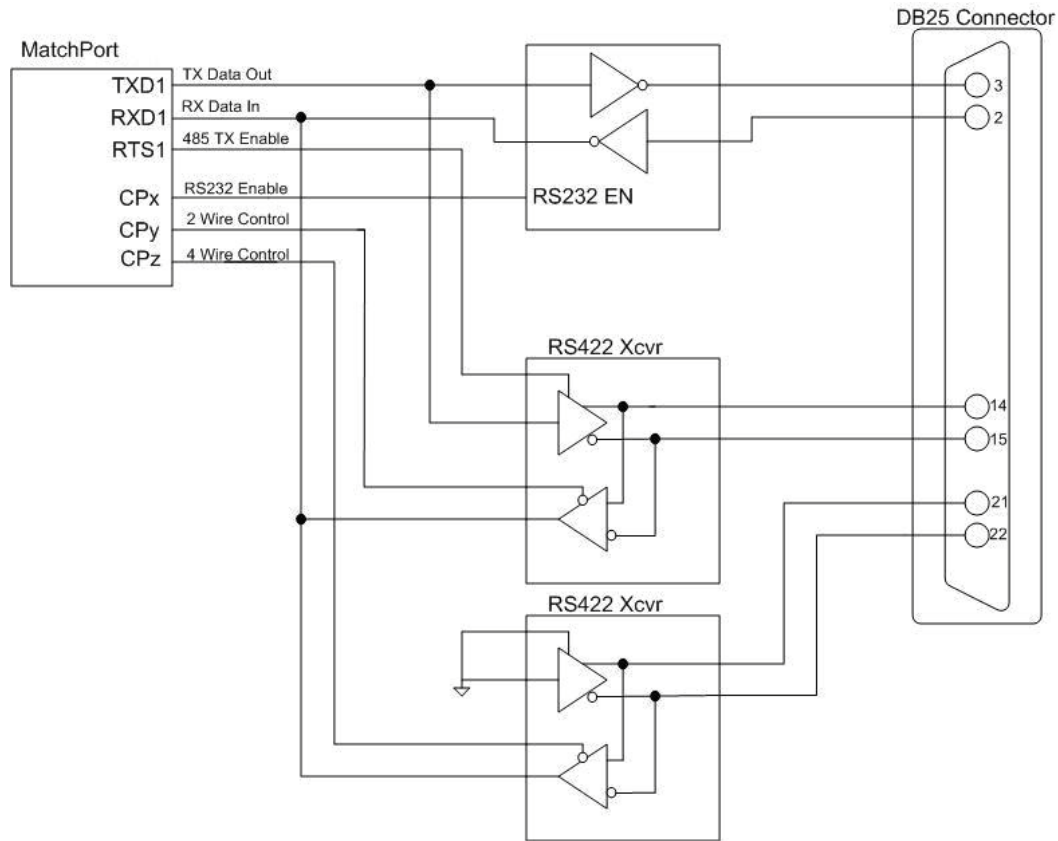 DB25 Connector
MatchPort
TXD1 TX Data Out
3
RXD1 RX Data In
2
RTS1 485 TX Enable
CPx RS232 Enable
RS232 EN
CPy 2 Wire Control
CPz 4 Wire Control
RS422 Xcvr
14
15
21
22
RS422 Xcvr